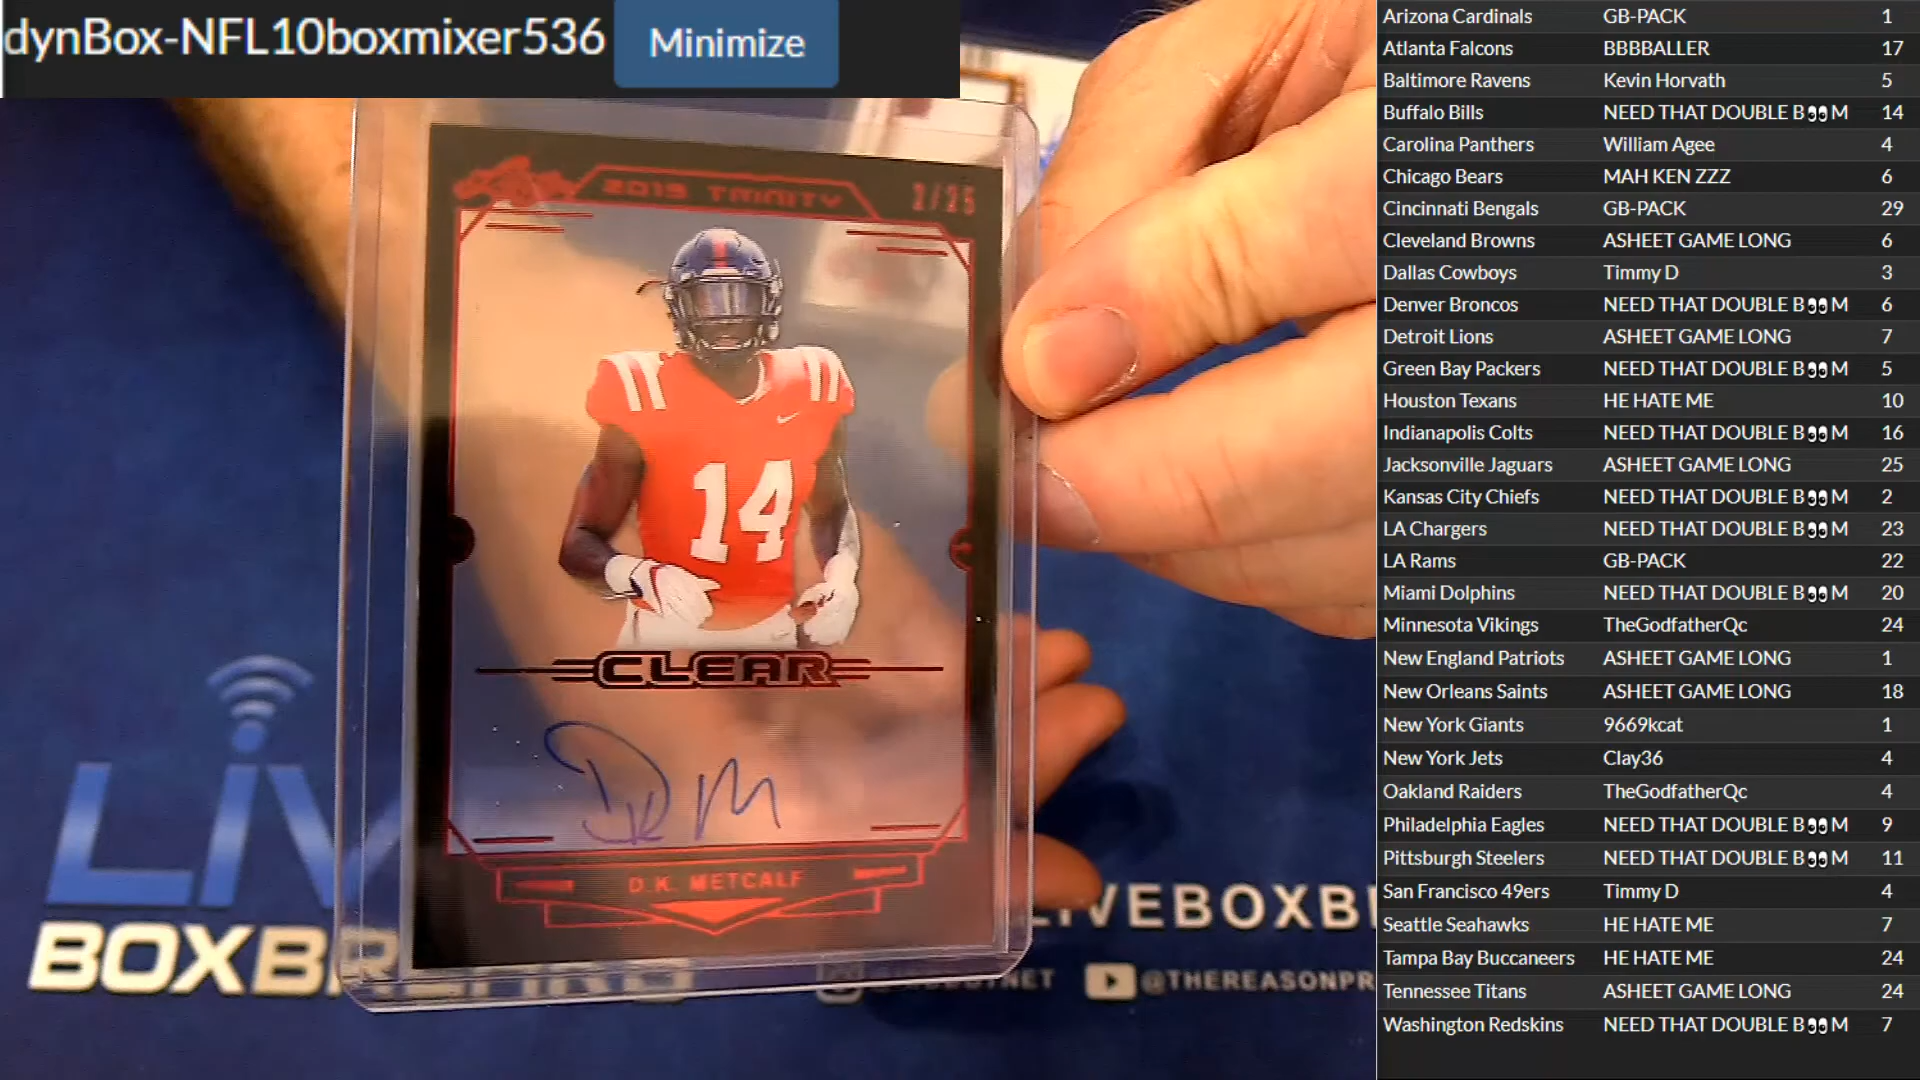 dynBox-NFL10boxmixer536 Minimize
2019 TRINITY 2/25
14
CLEAR
DK M
D.K. METCALF
LIV
BOXBR
LIVEBOXB
@THEREASONPR
Arizona Cardinals GB-PACK 1
Atlanta Falcons BBBBALLER 17
Baltimore Ravens Kevin Horvath 5
Buffalo Bills NEED THAT DOUBLE B👀M 14
Carolina Panthers William Agee 4
Chicago Bears MAH KEN ZZZ 6
Cincinnati Bengals GB-PACK 29
Cleveland Browns ASHEET GAME LONG 6
Dallas Cowboys Timmy D 3
Denver Broncos NEED THAT DOUBLE B👀M 6
Detroit Lions ASHEET GAME LONG 7
Green Bay Packers NEED THAT DOUBLE B👀M 5
Houston Texans HE HATE ME 10
Indianapolis Colts NEED THAT DOUBLE B👀M 16
Jacksonville Jaguars ASHEET GAME LONG 25
Kansas City Chiefs NEED THAT DOUBLE B👀M 2
LA Chargers NEED THAT DOUBLE B👀M 23
LA Rams GB-PACK 22
Miami Dolphins NEED THAT DOUBLE B👀M 20
Minnesota Vikings TheGodfatherQc 24
New England Patriots ASHEET GAME LONG 1
New Orleans Saints ASHEET GAME LONG 18
New York Giants 9669kcat 1
New York Jets Clay36 4
Oakland Raiders TheGodfatherQc 4
Philadelphia Eagles NEED THAT DOUBLE B👀M 9
Pittsburgh Steelers NEED THAT DOUBLE B👀M 11
San Francisco 49ers Timmy D 4
Seattle Seahawks HE HATE ME 7
Tampa Bay Buccaneers HE HATE ME 24
Tennessee Titans ASHEET GAME LONG 24
Washington Redskins NEED THAT DOUBLE B👀M 7